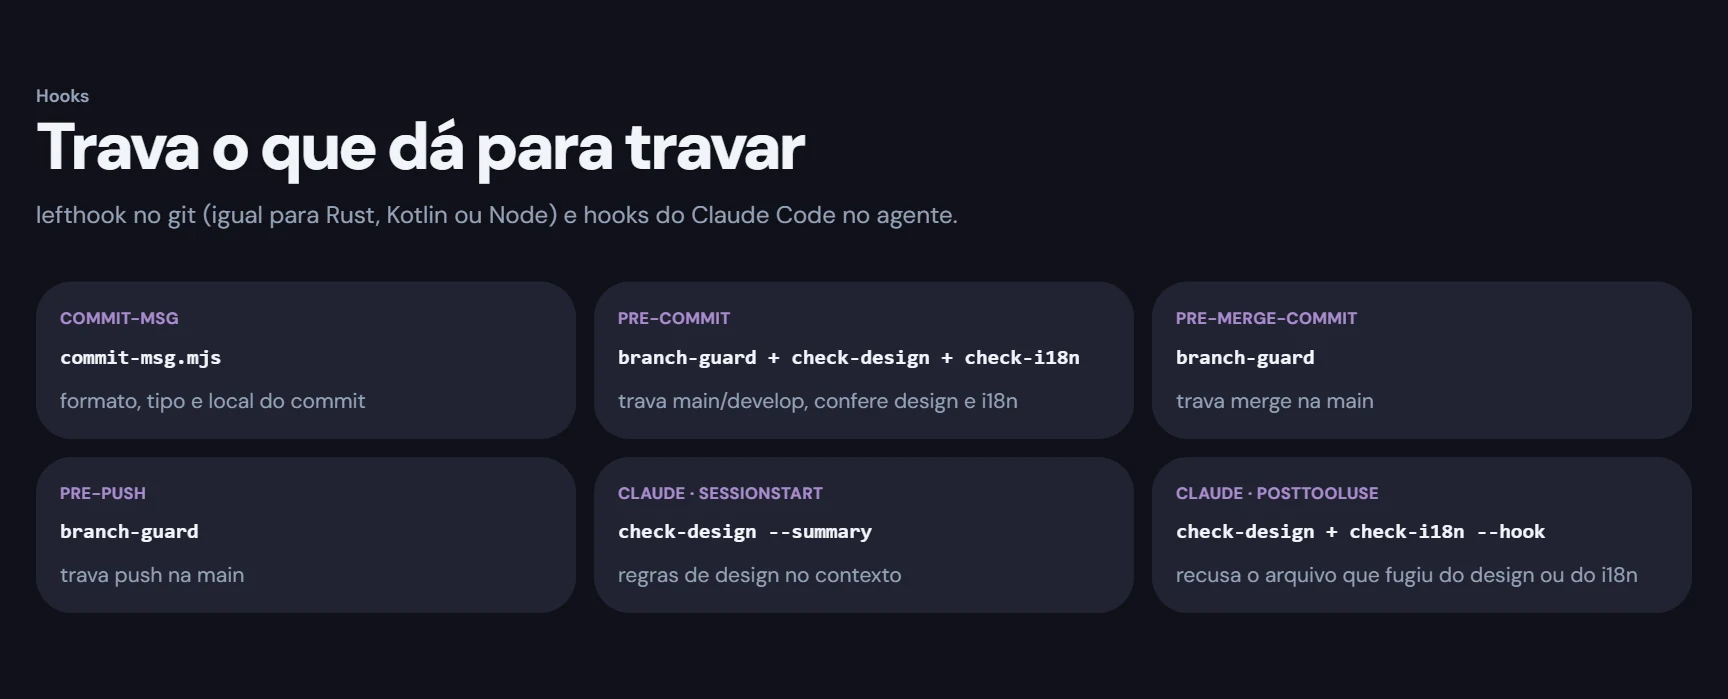 Hooks
Trava o que dá para travar
lefthook no git (igual para Rust, Kotlin ou Node) e hooks do Claude Code no agente.
COMMIT-MSG
commit-msg.mjs
formato, tipo e local do commit
PRE-COMMIT
branch-guard + check-design + check-i18n
trava main/develop, confere design e i18n
PRE-MERGE-COMMIT
branch-guard
trava merge na main
PRE-PUSH
branch-guard
trava push na main
CLAUDE · SESSIONSTART
check-design --summary
regras de design no contexto
CLAUDE · POSTTOOLUSE
check-design + check-i18n --hook
recusa o arquivo que fugiu do design ou do i18n